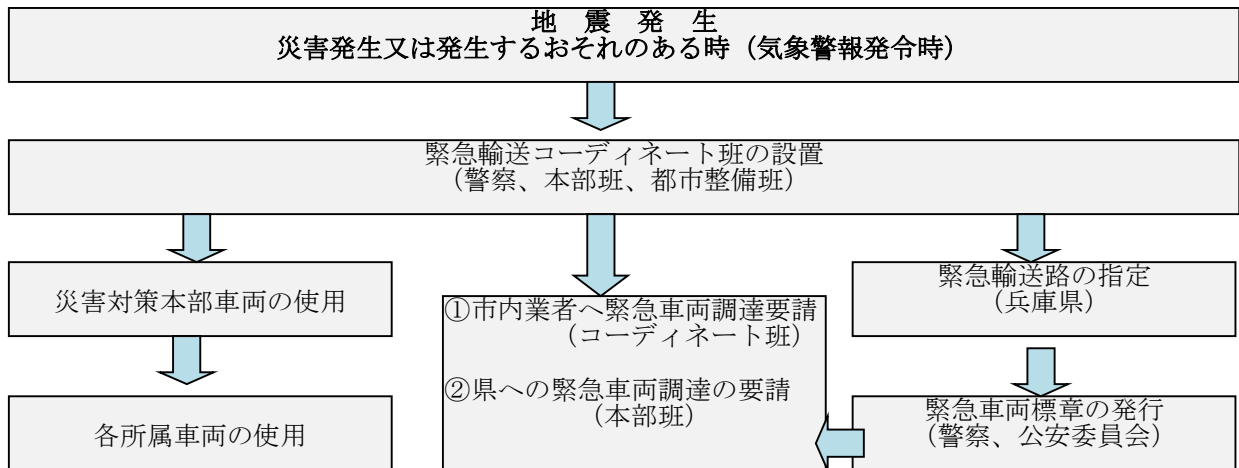 地　震　発　生
災害発生又は発生するおそれのある時（気象警報発令時）
緊急輸送コーディネート班の設置
（警察、本部班、都市整備班）
災害対策本部車両の使用
各所属車両の使用
①市内業者へ緊急車両調達要請
（コーディネート班）
②県への緊急車両調達の要請
（本部班）
緊急輸送路の指定
（兵庫県）
緊急車両標章の発行
（警察、公安委員会）